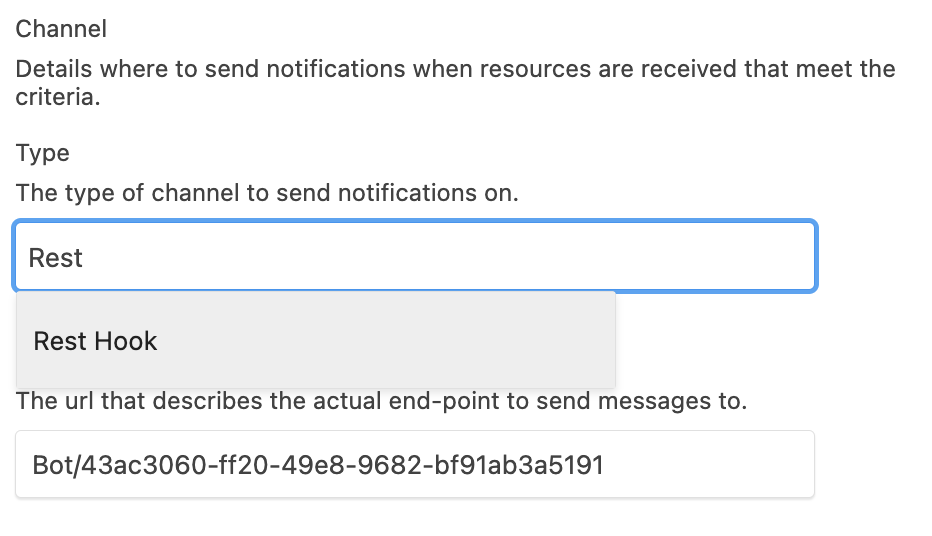 Channel
Details where to send notifications when resources are received that meet the
criteria.
Type
The type of channel to send notifications on.
Rest
Rest Hook
The url that describes the actual end-point to send messages to.
Bot/43ac3060-ff20-49e8-9682-bf91ab3a5191